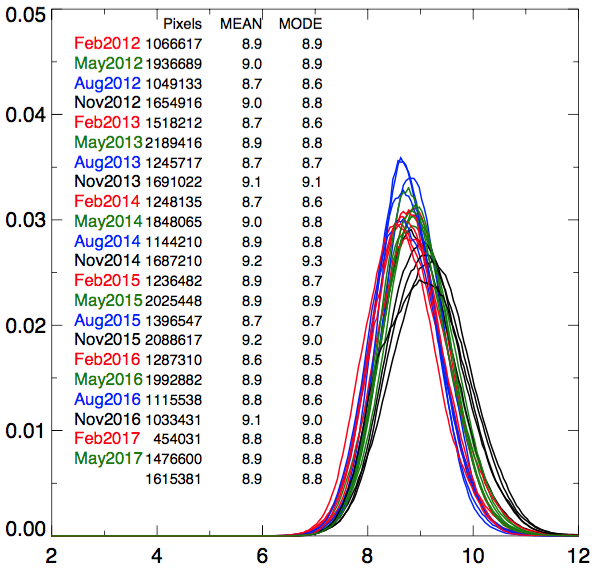 0.05
Pixels MEAN MODE
Feb2012 1066617 8.9 8.9
May2012 1936689 9.0 8.9
Aug2012 1049133 8.7 8.6
Nov2012 1654916 9.0 8.8
0.04
Feb2013 1518212 8.7 8.6
May2013 2189416 8.9 8.8
Aug2013 1245717 8.7 8.7
Nov2013 1691022 9.1 9.1
Feb2014 1248135 8.7 8.6
0.03
May2014 1848065 9.0 8.8
Aug2014 1144210 8.9 8.8
Nov2014 1687210 9.2 9.3
Feb2015 1236482 8.9 8.7
May2015 2025448 8.9 8.9
0.02
Aug2015 1396547 8.7 8.7
Nov2015 2088617 9.2 9.0
Feb2016 1287310 8.6 8.5
May2016 1992882 8.9 8.8
Aug2016 1115538 8.8 8.6
Nov2016 1033431 9.1 9.0
0.01
Feb2017 454031 8.8 8.8
May2017 1476600 8.9 8.8
1615381 8.9 8.8
0.00
2 4 6 8 10 12